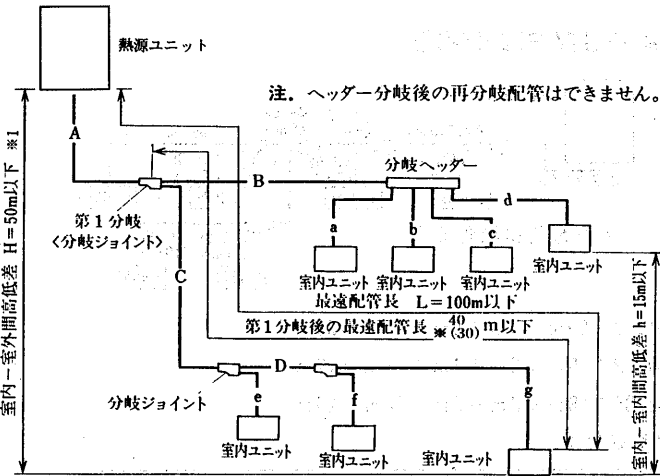 熱源ユニット
注. ヘッダー分岐後の再分岐配管はできません。
A
B
分岐ヘッダー
第1分岐
<分岐ジョイント>
C
a
b
c
d
室内ユニット 室内ユニット 室内ユニット
室内ユニット
最遠配管長 L=100m以下
第1分岐後の最遠配管長 40 ※(30) m以下
D
分岐ジョイント
e
f
g
室内ユニット
室内ユニット
室内ユニット
室内-室外間高低差 H=50m以下 ※1
室内-室内間高低差 h=15m以下